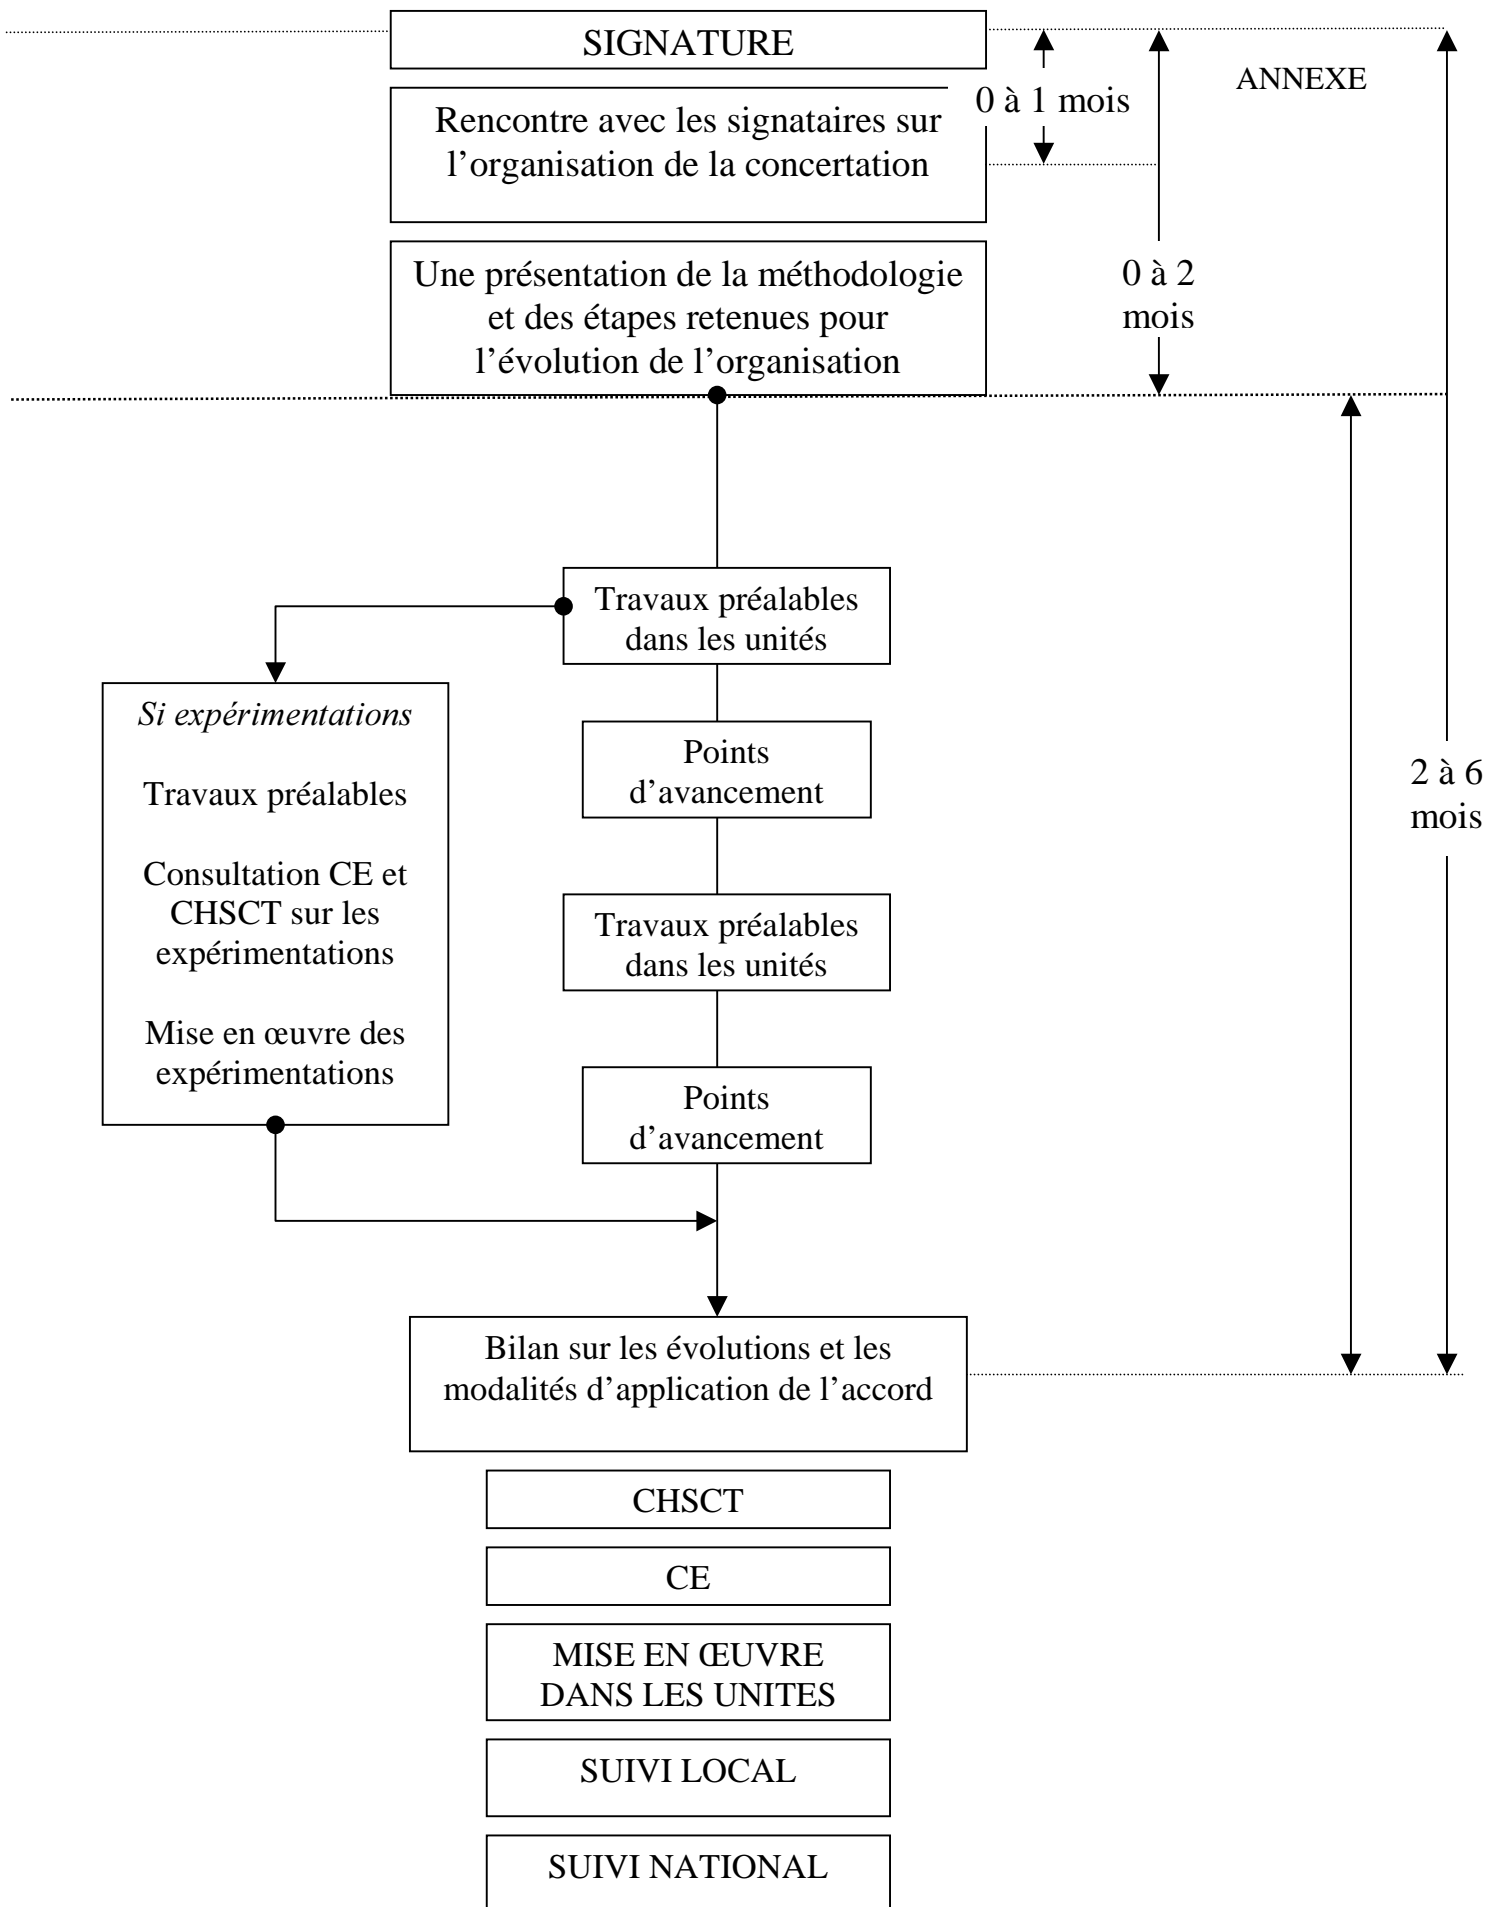 SIGNATURE
ANNEXE
0 à 1 mois
Rencontre avec les signataires sur
l’organisation de la concertation
Une présentation de la méthodologie
et des étapes retenues pour
l’évolution de l’organisation
0 à 2
mois
Travaux préalables
dans les unités
Si expérimentations
Travaux préalables
Consultation CE et
CHSCT sur les
expérimentations
Mise en œuvre des
expérimentations
Points
d’avancement
2 à 6
mois
Travaux préalables
dans les unités
Points
d’avancement
Bilan sur les évolutions et les
modalités d’application de l’accord
CHSCT
CE
MISE EN ŒUVRE
DANS LES UNITES
SUIVI LOCAL
SUIVI NATIONAL